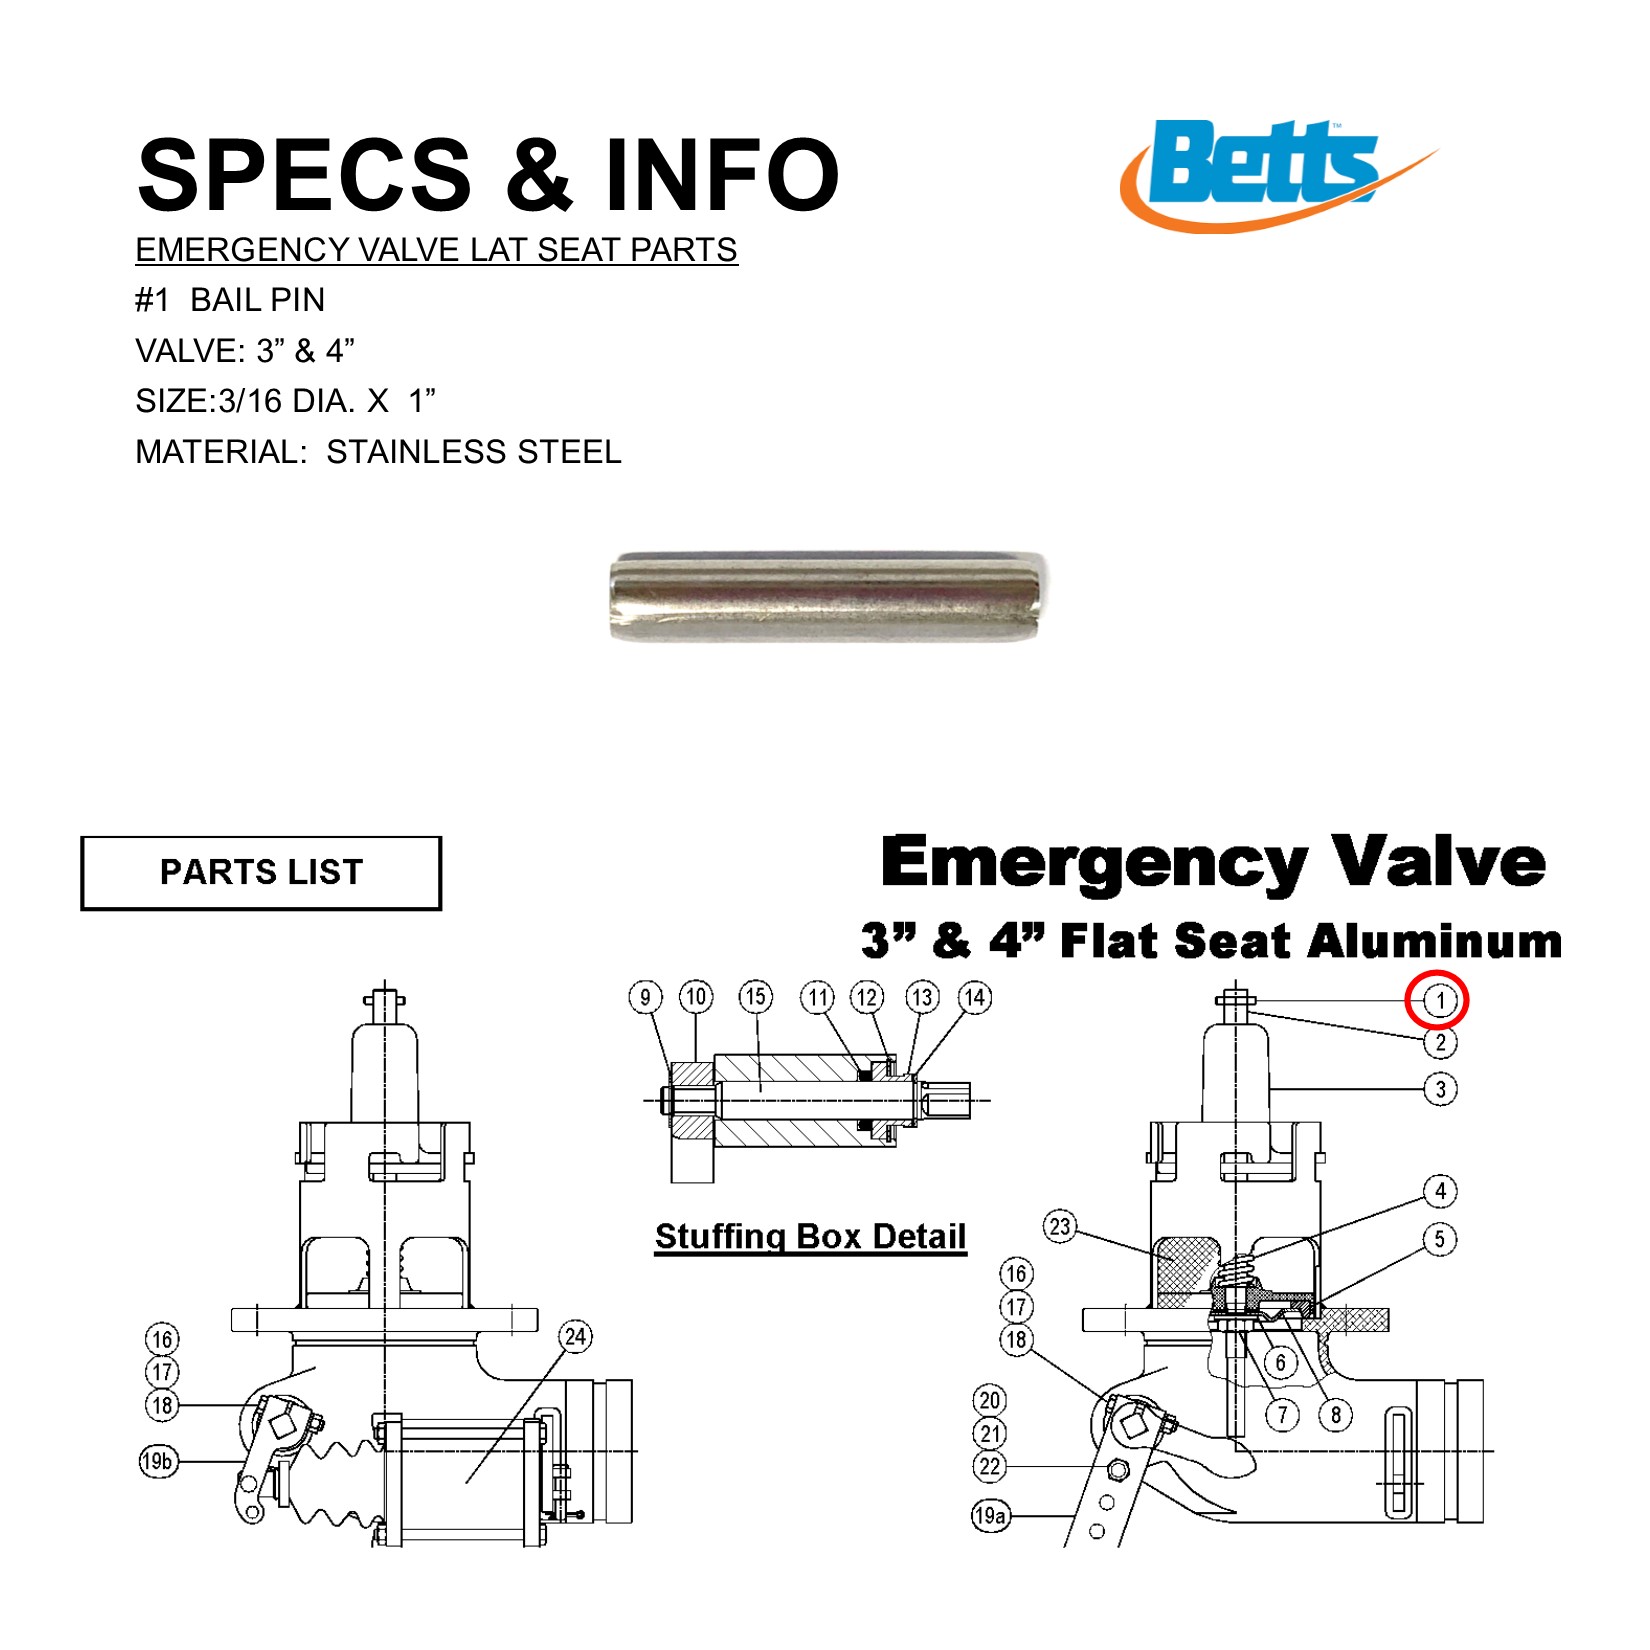 SPECS & INFO
Betts™
EMERGENCY VALVE LAT SEAT PARTS
#1 BAIL PIN
VALVE: 3” & 4”
SIZE:3/16 DIA. X 1”
MATERIAL: STAINLESS STEEL
PARTS LIST
Emergency Valve
3” & 4” Flat Seat Aluminum
9 10 15 11 12 13 14
1
2
3
4
5
6
7 8
23
16
17
18
20
21
22
19a
Stuffing Box Detail
24
16
17
18
19b